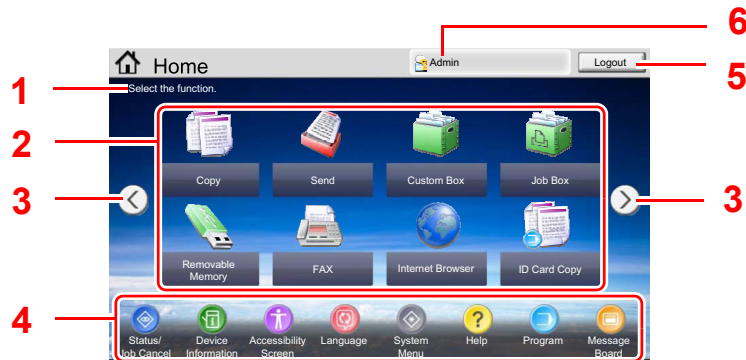 6
Home
Admin
Logout
5
1
Select the function.
2
Copy
Send
Custom Box
Job Box
3
3
Removable
Memory
FAX
Internet Browser
ID Card Copy
4
Status/
Job Cancel
Device
Information
Accessibility
Screen
Language
System
Menu
Help
Program
Message
Board